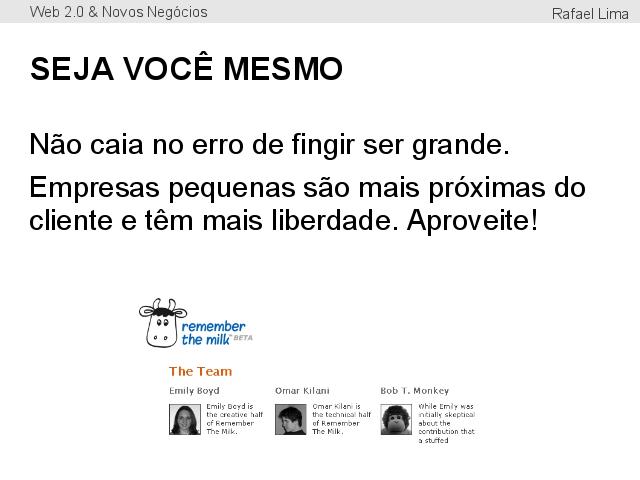 Web 2.0 & Novos Negócios
Rafael Lima
SEJA VOCÊ MESMO
Não caia no erro de fingir ser grande.
Empresas pequenas são mais próximas do
cliente e têm mais liberdade. Aproveite!
remember
the milk™ BETA
The Team
Emily Boyd
Emily Boyd is
the creative half
of Remember
The Milk.
Omar Kilani
Omar Kilani is
the technical half
of Remember
The Milk.
Bob T. Monkey
While Emily was
initially skeptical
about the
contribution that
a stuffed